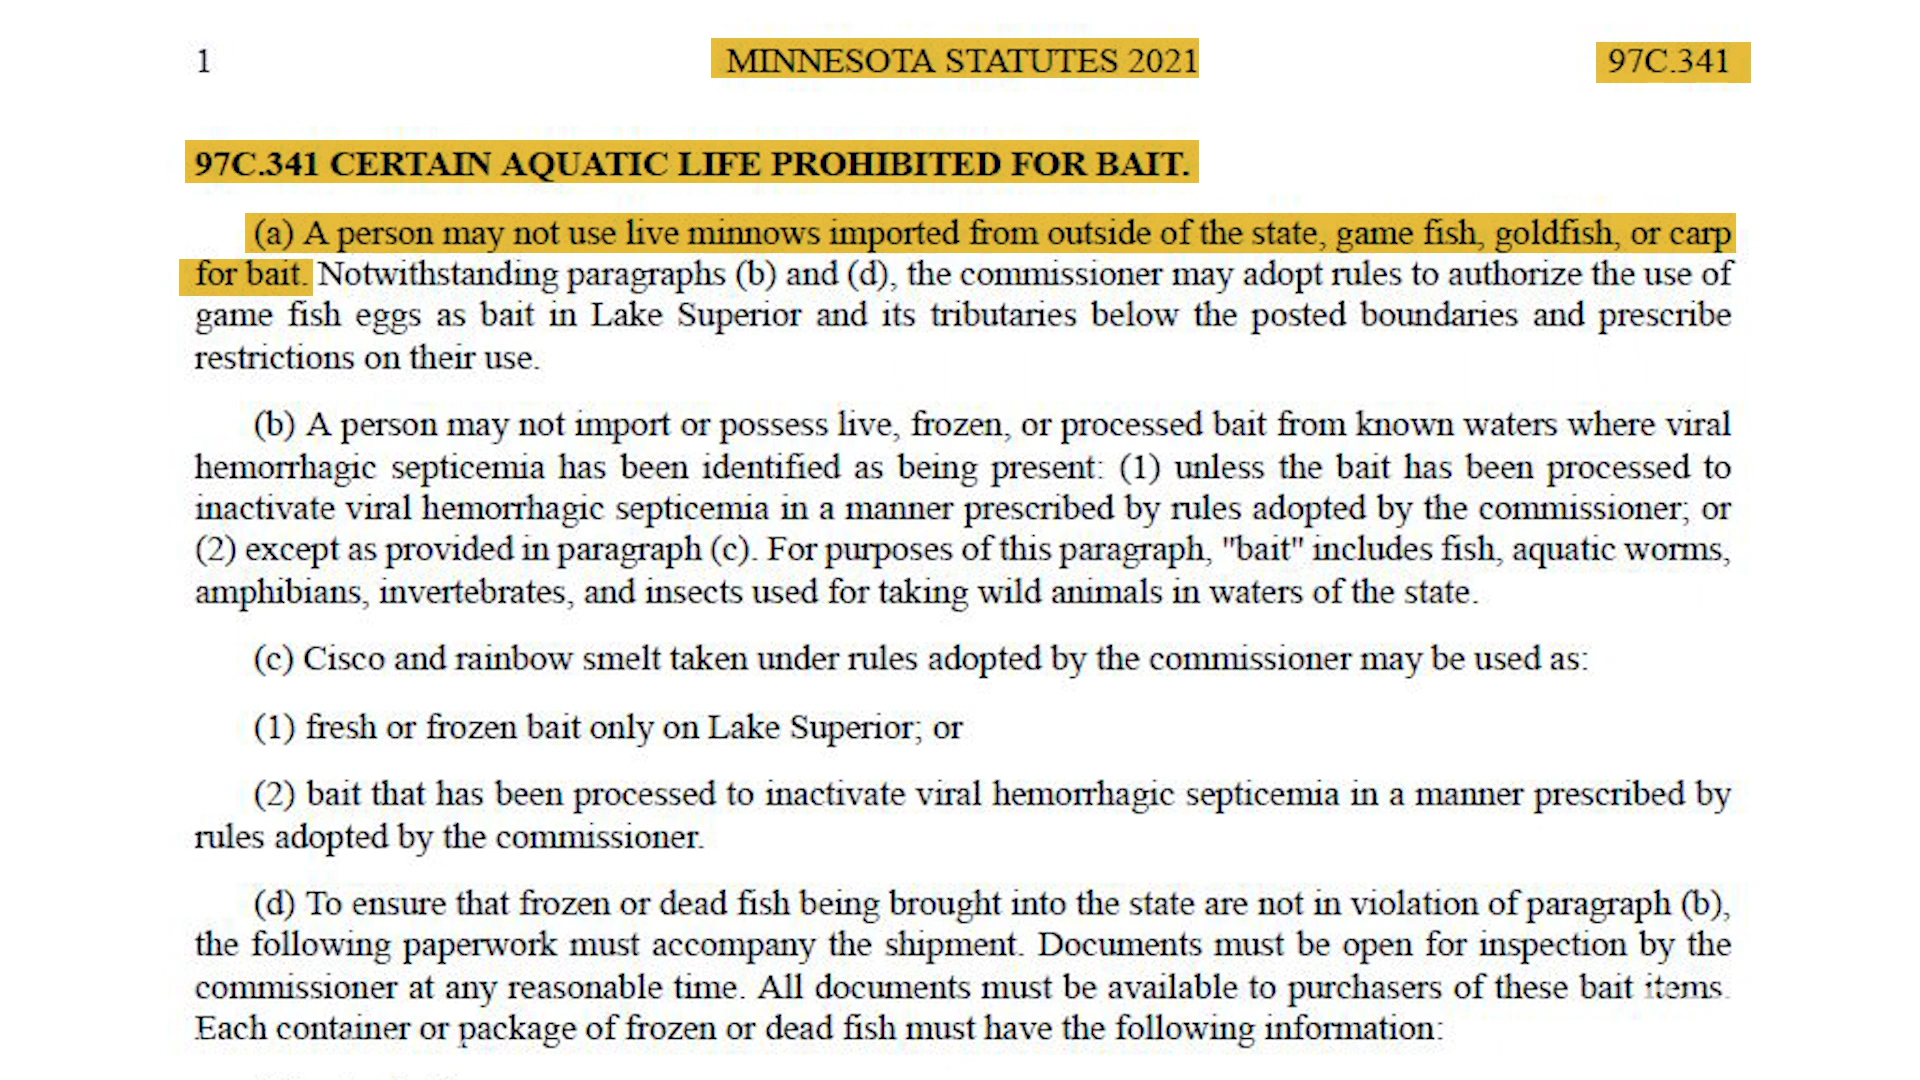 1 MINNESOTA STATUTES 2021 97C.341
97C.341 CERTAIN AQUATIC LIFE PROHIBITED FOR BAIT.
(a) A person may not use live minnows imported from outside of the state, game fish, goldfish, or carp
for bait. Notwithstanding paragraphs (b) and (d), the commissioner may adopt rules to authorize the use of
game fish eggs as bait in Lake Superior and its tributaries below the posted boundaries and prescribe
restrictions on their use.
(b) A person may not import or possess live, frozen, or processed bait from known waters where viral
hemorrhagic septicemia has been identified as being present: (1) unless the bait has been processed to
inactivate viral hemorrhagic septicemia in a manner prescribed by rules adopted by the commissioner; or
(2) except as provided in paragraph (c). For purposes of this paragraph, "bait" includes fish, aquatic worms,
amphibians, invertebrates, and insects used for taking wild animals in waters of the state.
(c) Cisco and rainbow smelt taken under rules adopted by the commissioner may be used as:
(1) fresh or frozen bait only on Lake Superior; or
(2) bait that has been processed to inactivate viral hemorrhagic septicemia in a manner prescribed by
rules adopted by the commissioner.
(d) To ensure that frozen or dead fish being brought into the state are not in violation of paragraph (b),
the following paperwork must accompany the shipment. Documents must be open for inspection by the
commissioner at any reasonable time. All documents must be available to purchasers of these bait items.
Each container or package of frozen or dead fish must have the following information: